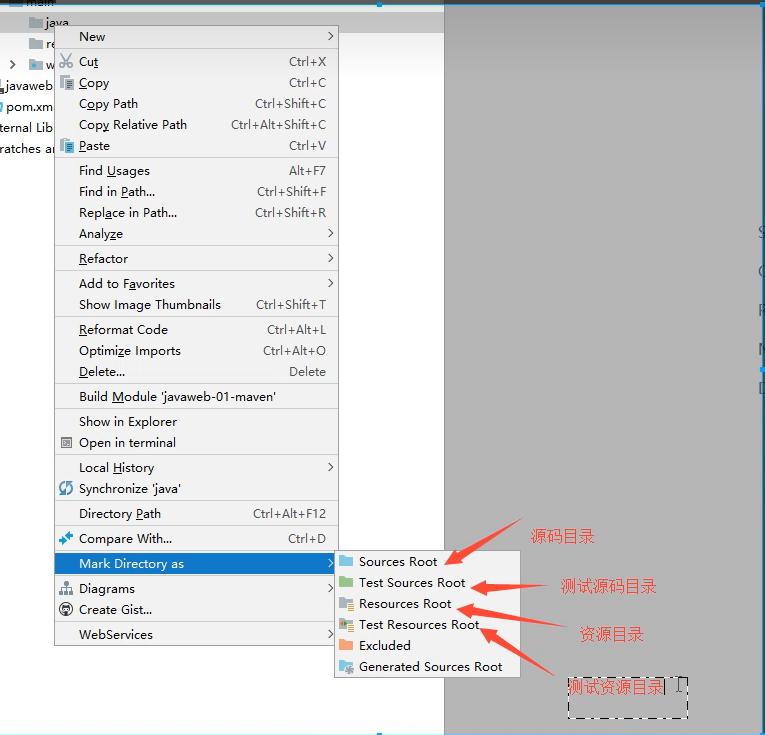 main
java
New
Cut Ctrl+X
Copy Ctrl+C
Copy Path Ctrl+Shift+C
Copy Relative Path Ctrl+Alt+Shift+C
Paste Ctrl+V
Find Usages Alt+F7
Find in Path... Ctrl+Shift+F
Replace in Path... Ctrl+Shift+R
Analyze
Refactor
Add to Favorites
Show Image Thumbnails Ctrl+Shift+T
Reformat Code Ctrl+Alt+L
Optimize Imports Ctrl+Alt+O
Delete... Delete
Build Module 'javaweb-01-maven'
Show in Explorer
Open in terminal
Local History
Synchronize 'java'
Directory Path Ctrl+Alt+F12
Compare With... Ctrl+D
Mark Directory as
Diagrams
Create Gist...
WebServices
re
w
javaweb
pom.xm
ternal Lib
ratches a
Sources Root 源码目录
Test Sources Root 测试源码目录
Resources Root 资源目录
Test Resources Root 测试资源目录
Excluded
Generated Sources Root